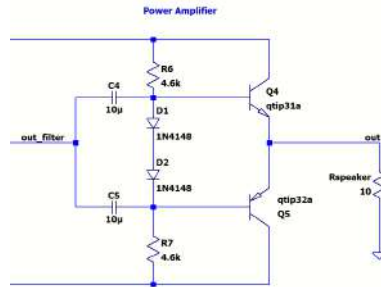 Power Amplifier
R6
4.6k
C4
10µ
Q4
qtip31a
D1
1N4148
out_filter
out
D2
1N4148
C5
10µ
qtip32a
Q5
Rspeaker
10
R7
4.6k